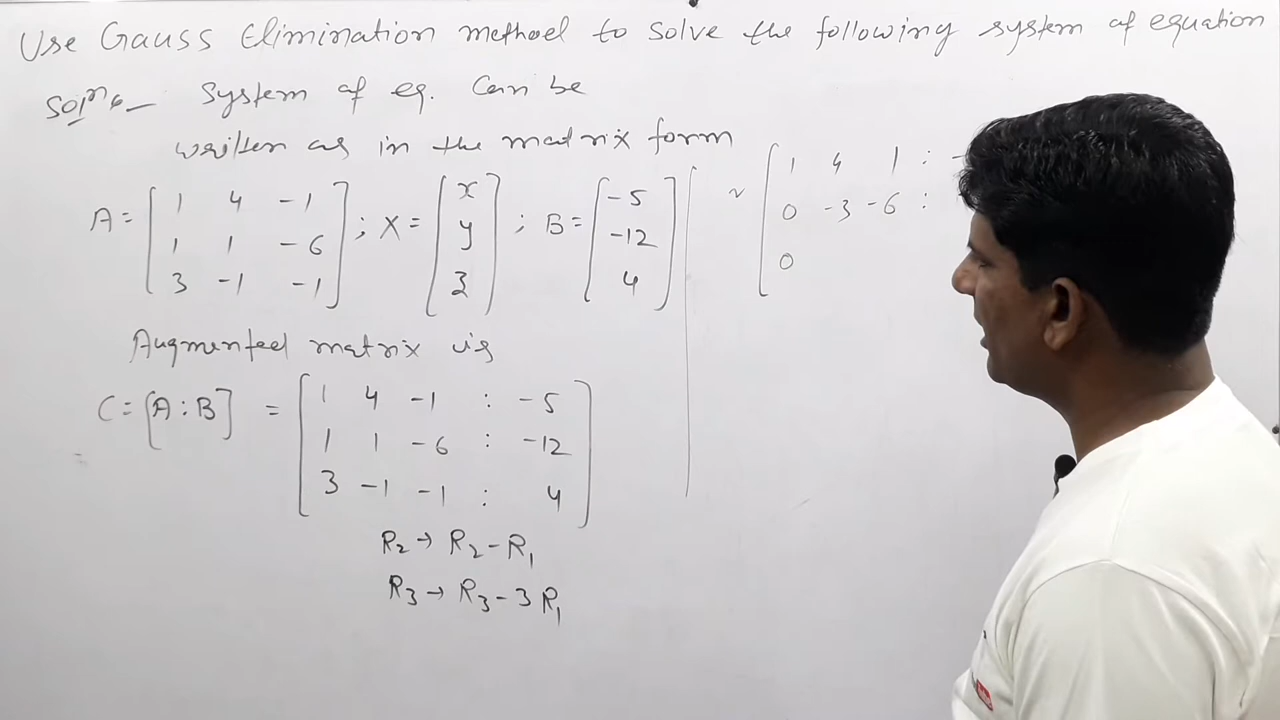 Use Gauss Elimination method to solve the following system of equation
Soln:- System of eq. Can be
written as in the matrix form
A = [ 1 4 -1 ; 1 1 -6 ; 3 -1 -1 ] ; X = [ x ; y ; z ] ; B = [ -5 ; -12 ; 4 ]
Augmented matrix is
C = [A : B] = [ 1 4 -1 : -5
1 1 -6 : -12
3 -1 -1 : 4 ]
R2 → R2 - R1
R3 → R3 - 3 R1
~ [ 1 4 1 : -
0 -3 -6 :
0